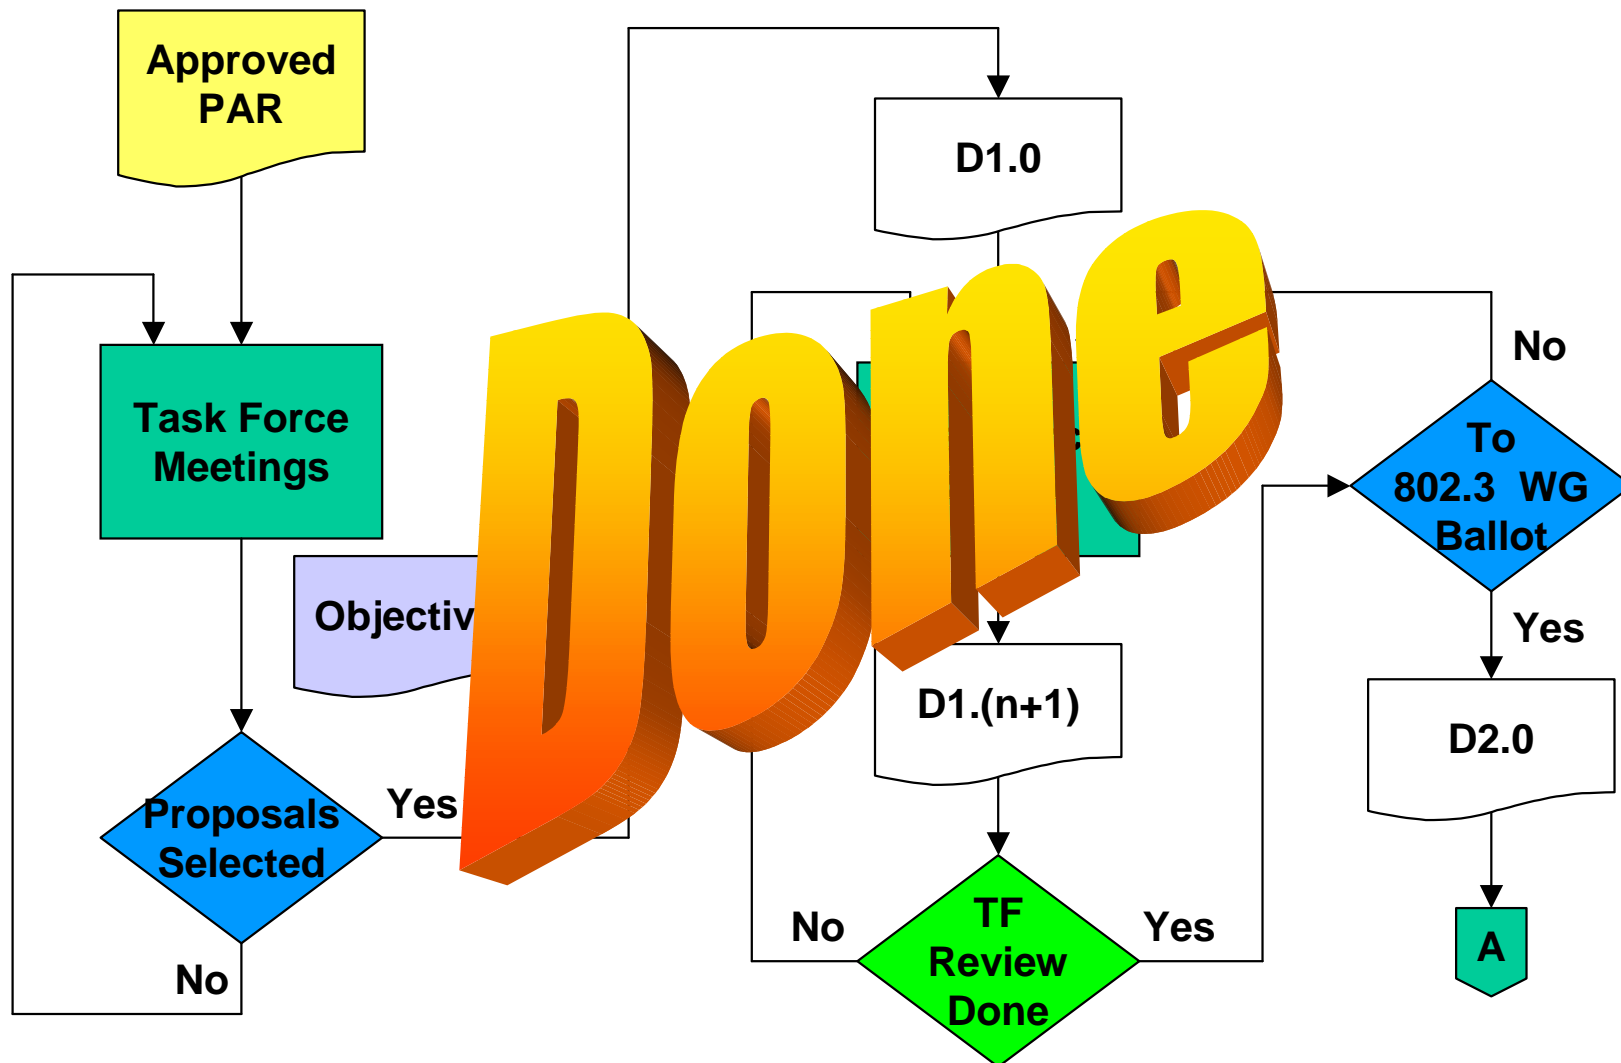 Approved
PAR
Task Force
Meetings
Proposals
Selected
Yes
No
D1.0
Done
D1.(n+1)
TF
Review
Done
No
Yes
No
To
802.3 WG
Ballot
Yes
D2.0
A